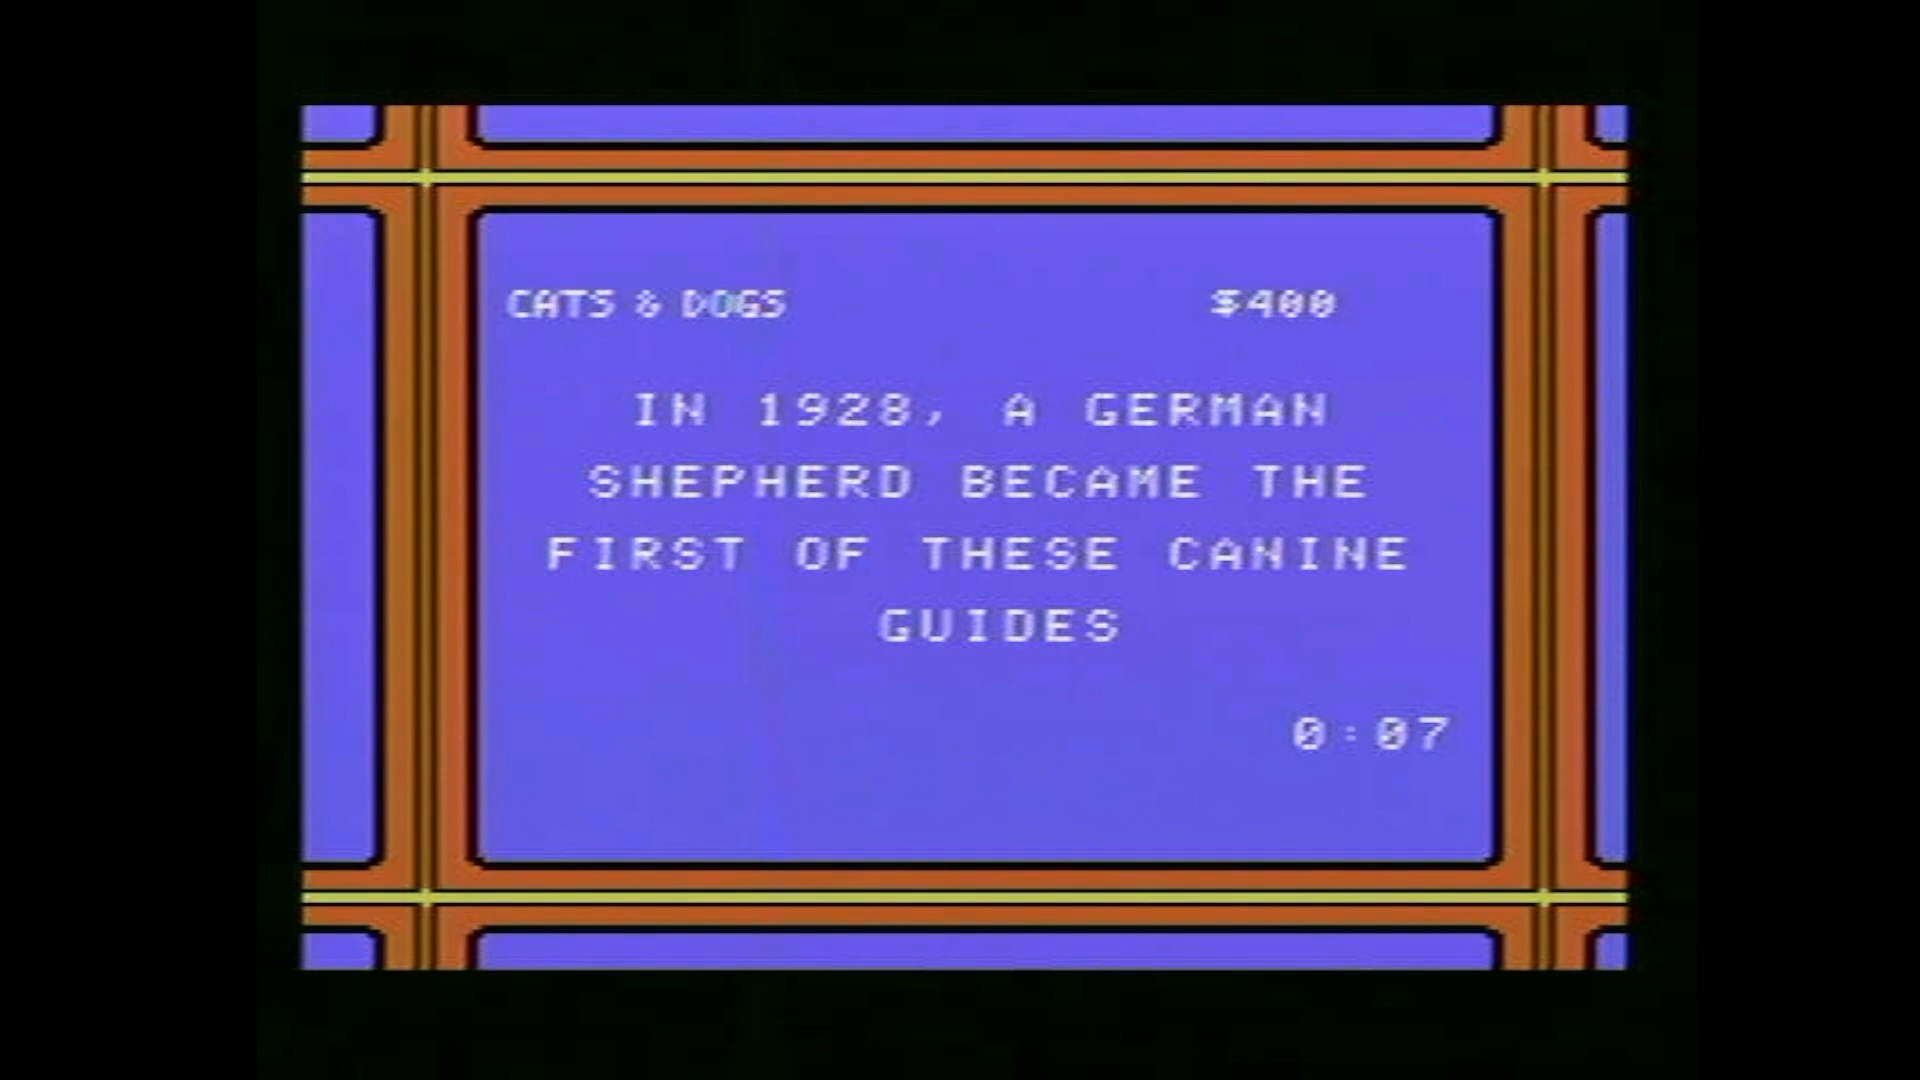 CATS & DOGS $400
IN 1928, A GERMAN
SHEPHERD BECAME THE
FIRST OF THESE CANINE
GUIDES
0:07